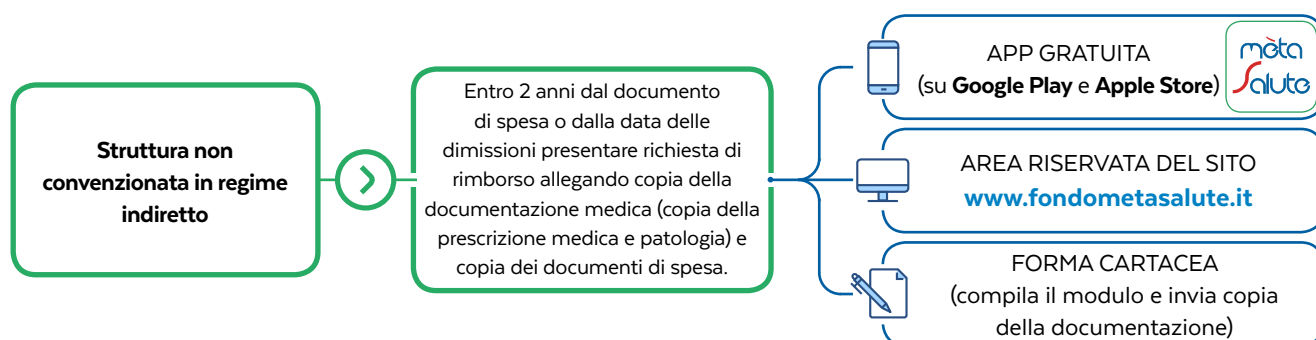 Struttura non
convenzionata in regime
indiretto
Entro 2 anni dal documento
di spesa o dalla data delle
dimissioni presentare richiesta di
rimborso allegando copia della
documentazione medica (copia della
prescrizione medica e patologia) e
copia dei documenti di spesa.
APP GRATUITA
(su Google Play e Apple Store)
mèta
Salute
AREA RISERVATA DEL SITO
www.fondometasalute.it
FORMA CARTACEA
(compila il modulo e invia copia
della documentazione)